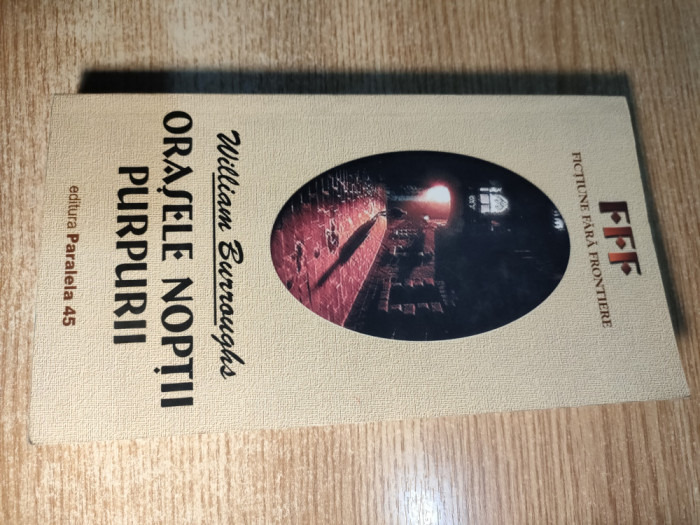 FFF
FICȚIUNE FĂRĂ FRONTIERE
William Burroughs
ORAȘELE NOPȚII
PURPURII
editura Paralela 45